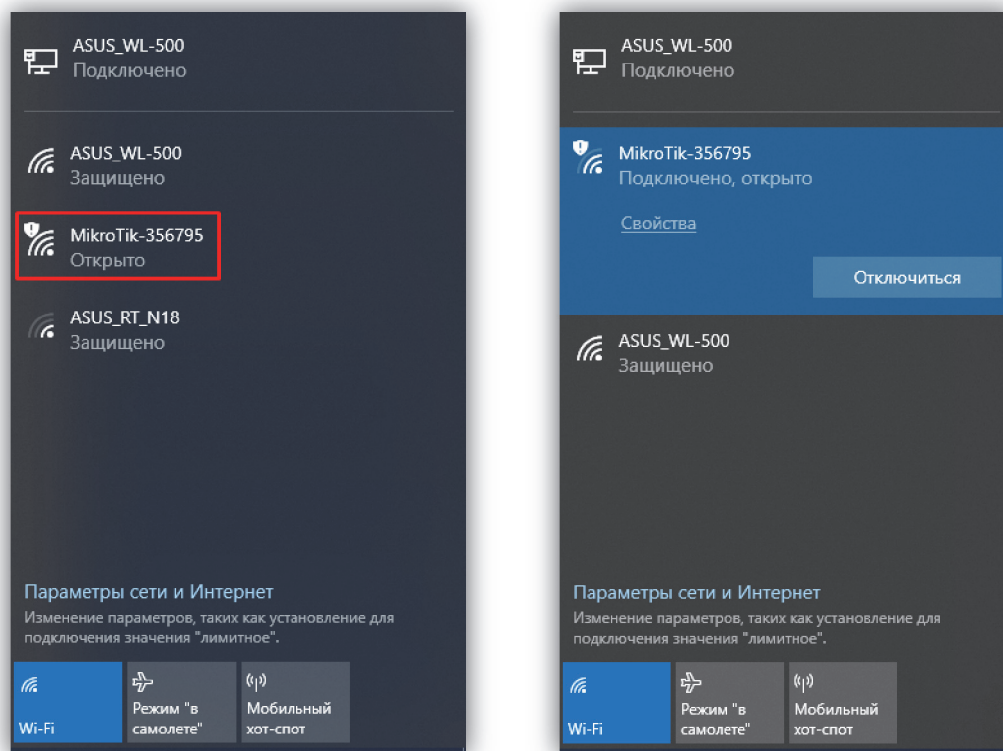 ASUS_WL-500
Подключено
ASUS_WL-500
Защищено
MikroTik-356795
Открыто
ASUS_RT_N18
Защищено
Параметры сети и Интернет
Изменение параметров, таких как установление для
подключения значения "лимитное".
Wi-Fi
Режим "в
самолете"
Мобильный
хот-спот
ASUS_WL-500
Подключено
MikroTik-356795
Подключено, открыто
Свойства
Отключиться
ASUS_WL-500
Защищено
Параметры сети и Интернет
Изменение параметров, таких как установление для
подключения значения "лимитное".
Wi-Fi
Режим "в
самолете"
Мобильный
хот-спот